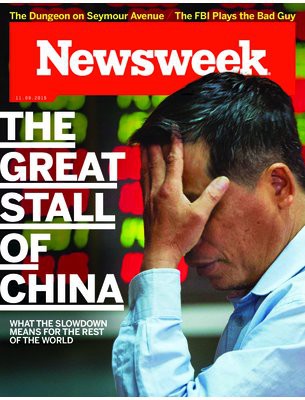 The Dungeon on Seymour Avenue / The FBI Plays the Bad Guy
Newsweek
THE
GREAT
STALL
OF
CHINA
WHAT THE SLOWDOWN
MEANS FOR THE REST
OF THE WORLD